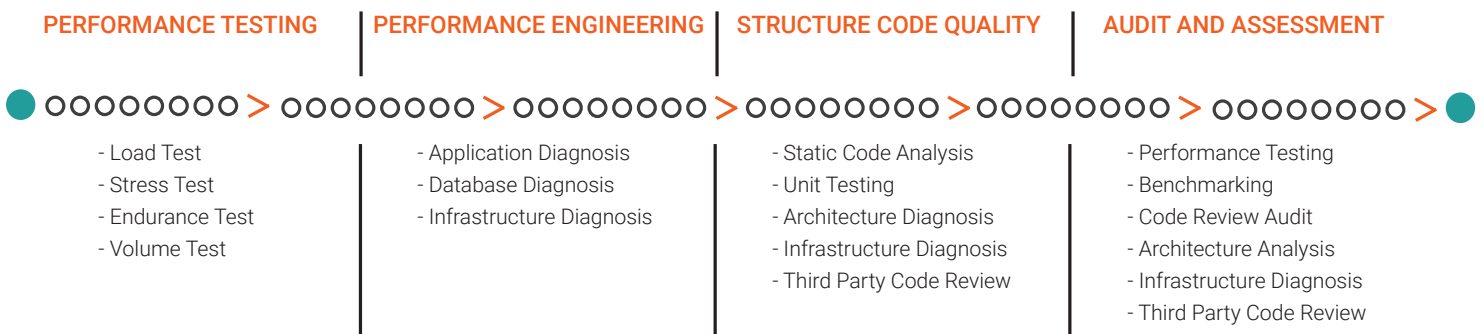 PERFORMANCE TESTING
- Load Test
- Stress Test
- Endurance Test
- Volume Test
PERFORMANCE ENGINEERING
- Application Diagnosis
- Database Diagnosis
- Infrastructure Diagnosis
STRUCTURE CODE QUALITY
- Static Code Analysis
- Unit Testing
- Architecture Diagnosis
- Infrastructure Diagnosis
- Third Party Code Review
AUDIT AND ASSESSMENT
- Performance Testing
- Benchmarking
- Code Review Audit
- Architecture Analysis
- Infrastructure Diagnosis
- Third Party Code Review